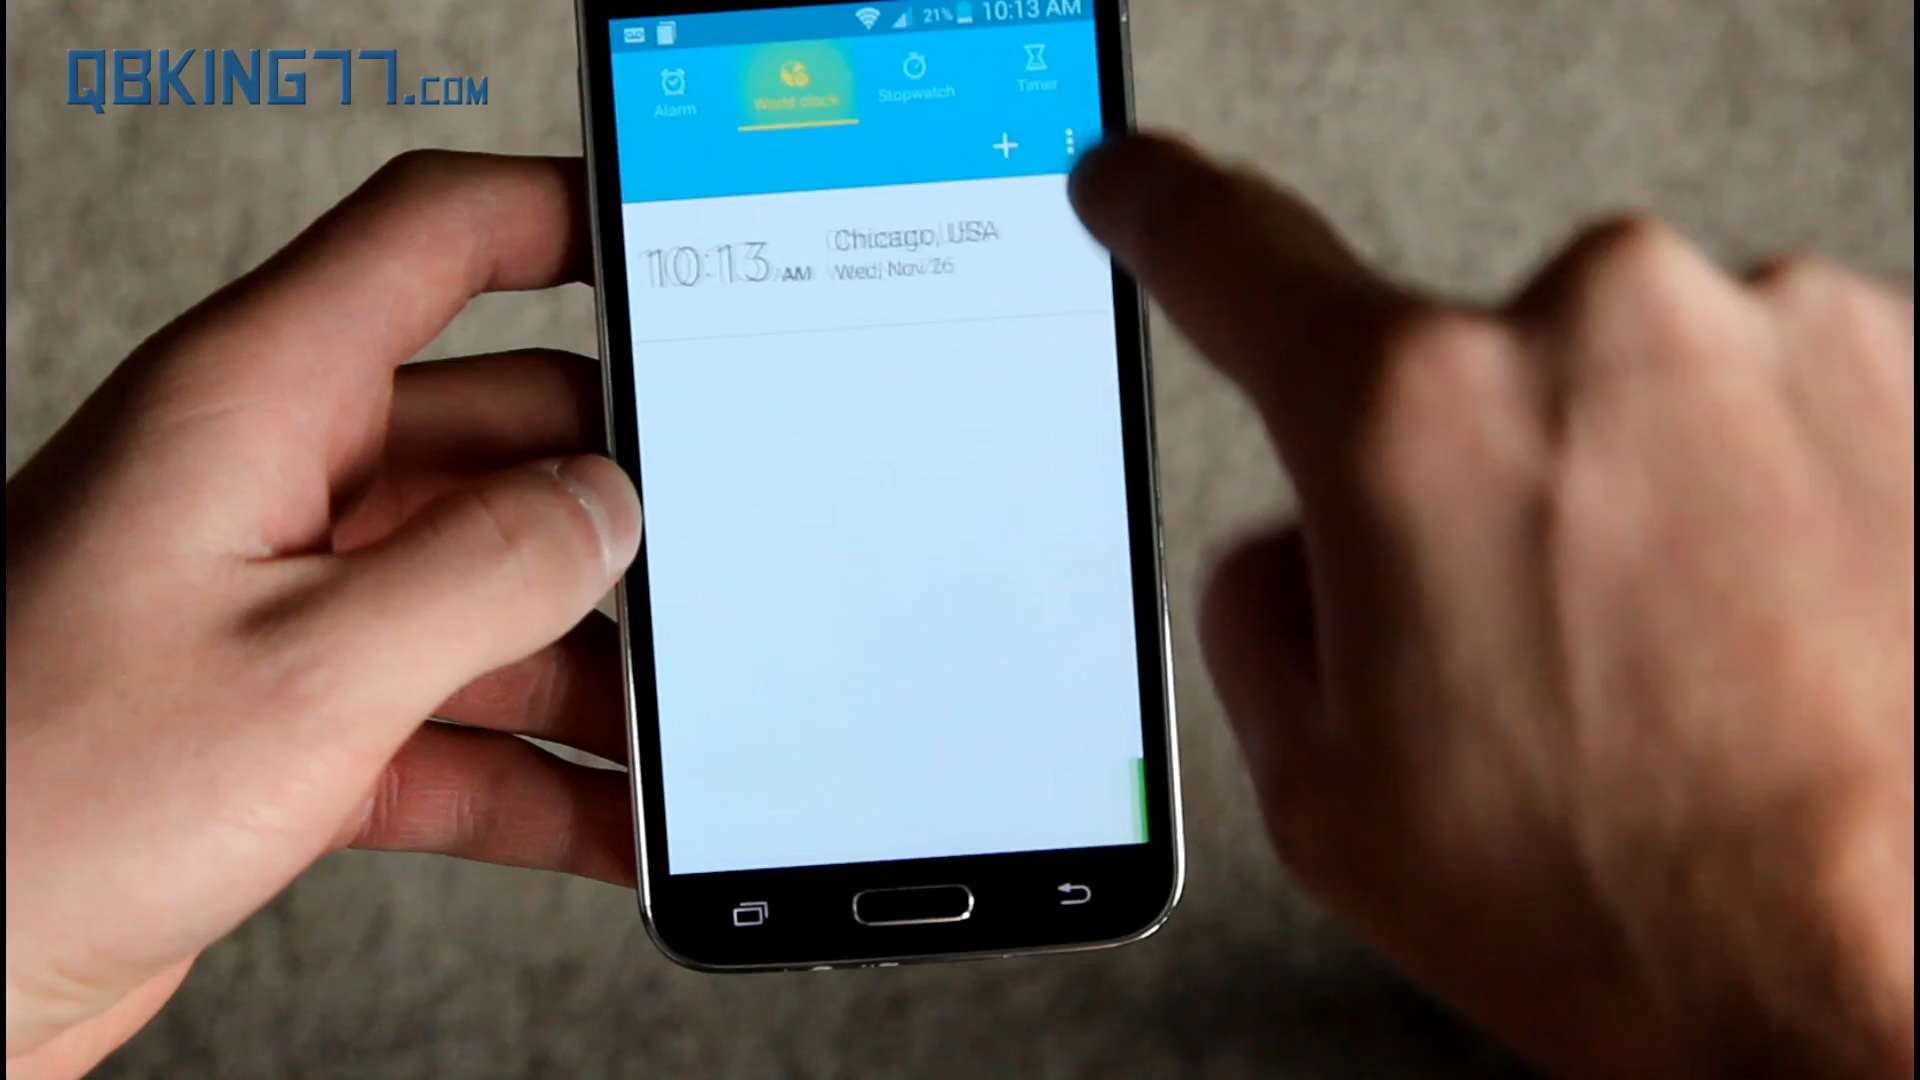 QBKING77.COM
21% 10:13 AM
Alarm World clock Stopwatch Timer
10:13 AM Chicago, USA
Wed, Nov 26